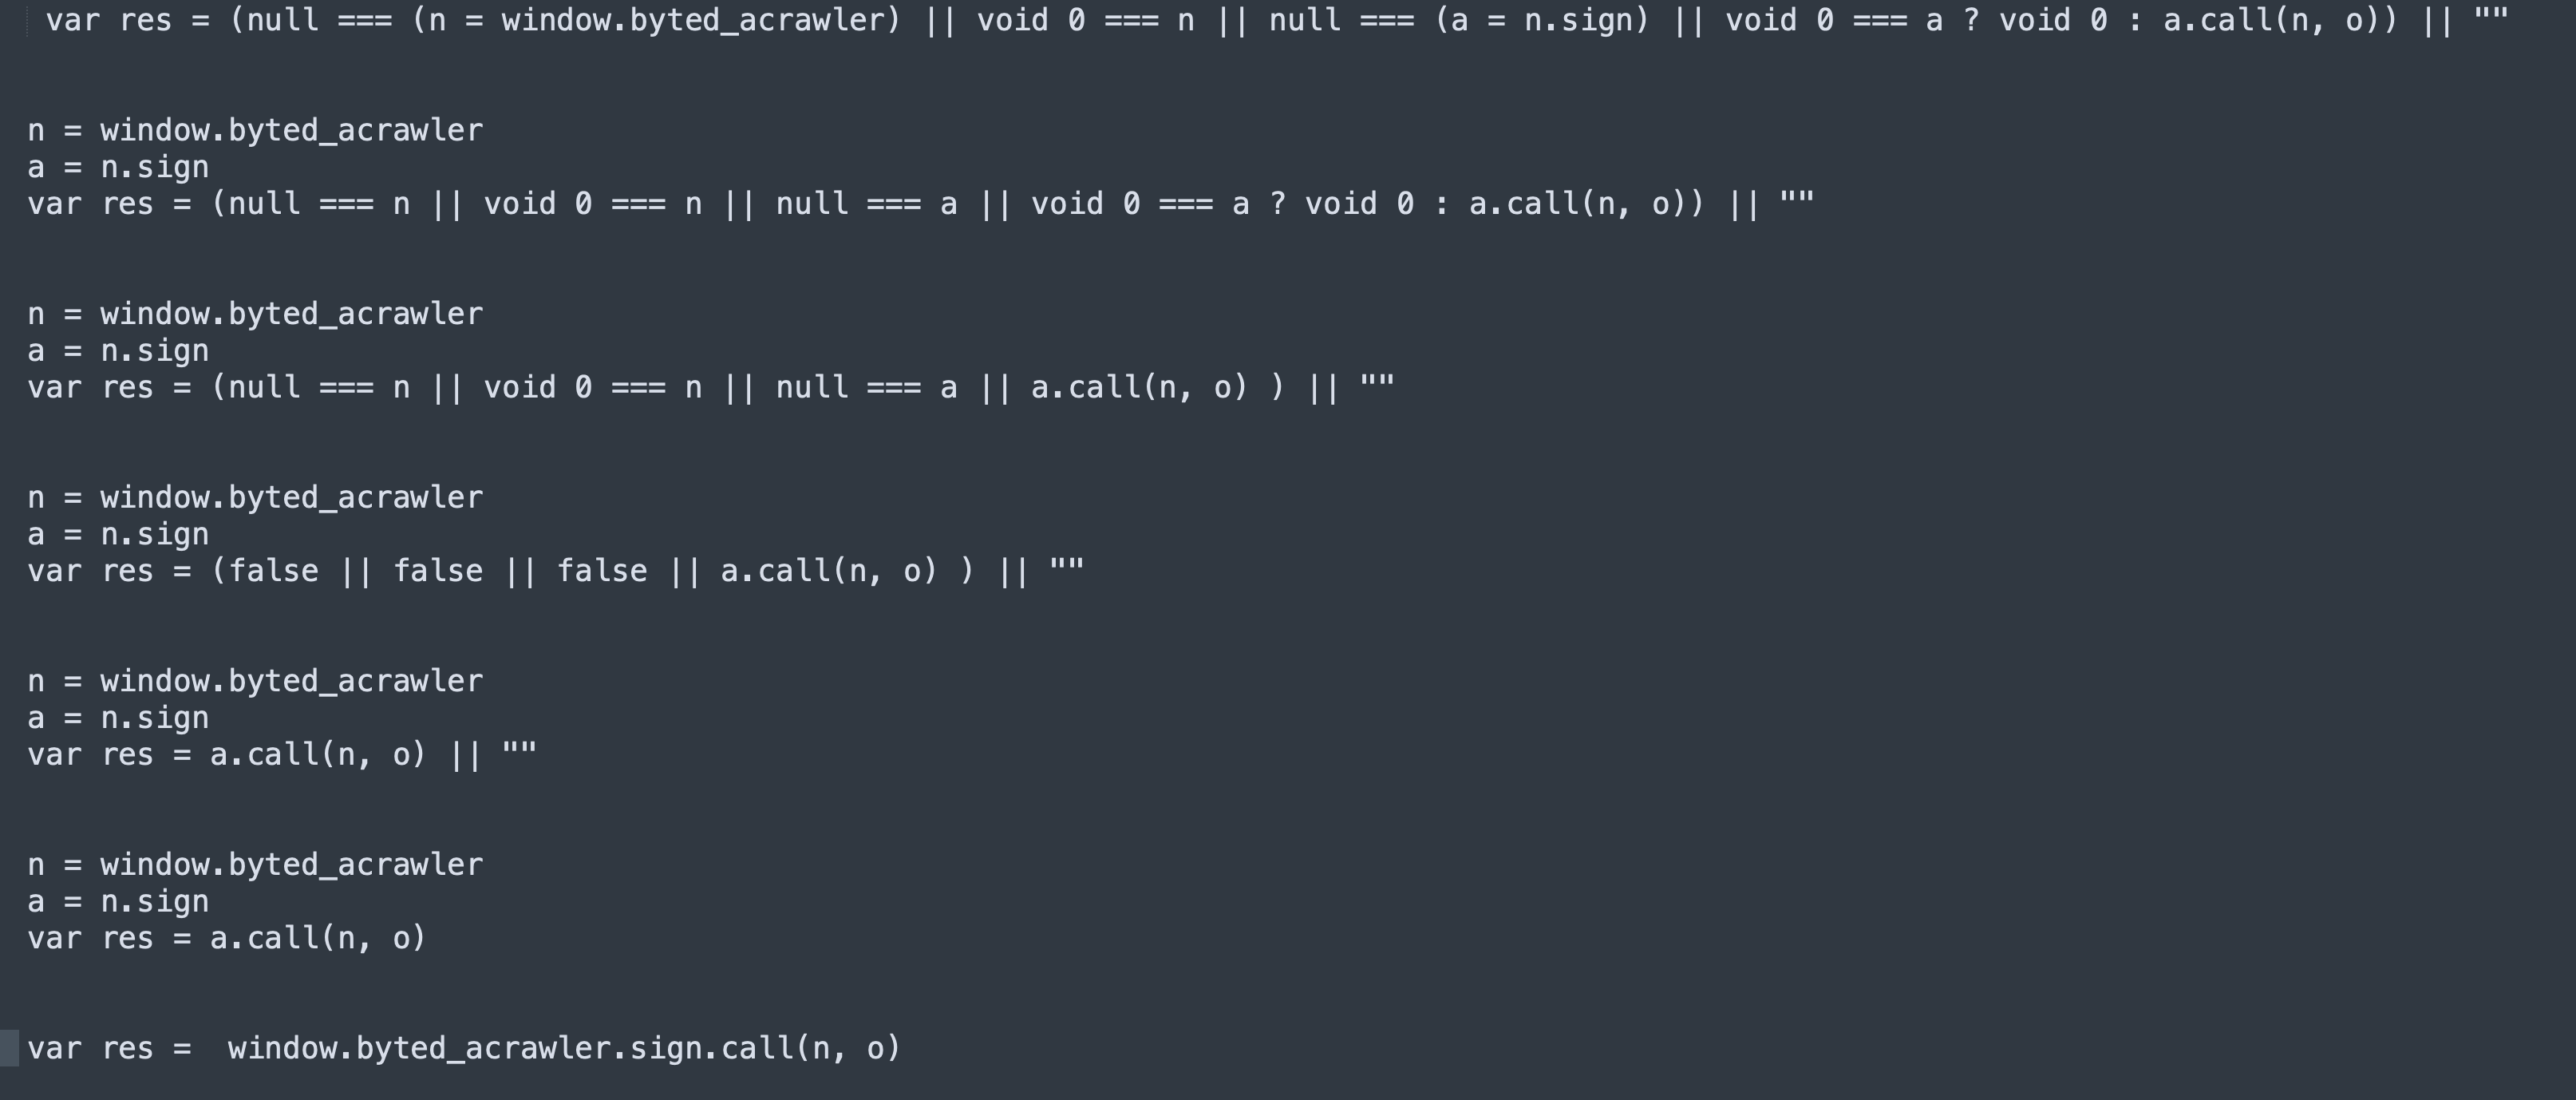 var res = (null === (n = window.byted_acrawler) || void 0 === n || null === (a = n.sign) || void 0 === a ? void 0 : a.call(n, o)) || ""
n = window.byted_acrawler
a = n.sign
var res = (null === n || void 0 === n || null === a || void 0 === a ? void 0 : a.call(n, o)) || ""
n = window.byted_acrawler
a = n.sign
var res = (null === n || void 0 === n || null === a || a.call(n, o) ) || ""
n = window.byted_acrawler
a = n.sign
var res = (false || false || false || a.call(n, o) ) || ""
n = window.byted_acrawler
a = n.sign
var res = a.call(n, o) || ""
n = window.byted_acrawler
a = n.sign
var res = a.call(n, o)
var res =  window.byted_acrawler.sign.call(n, o)